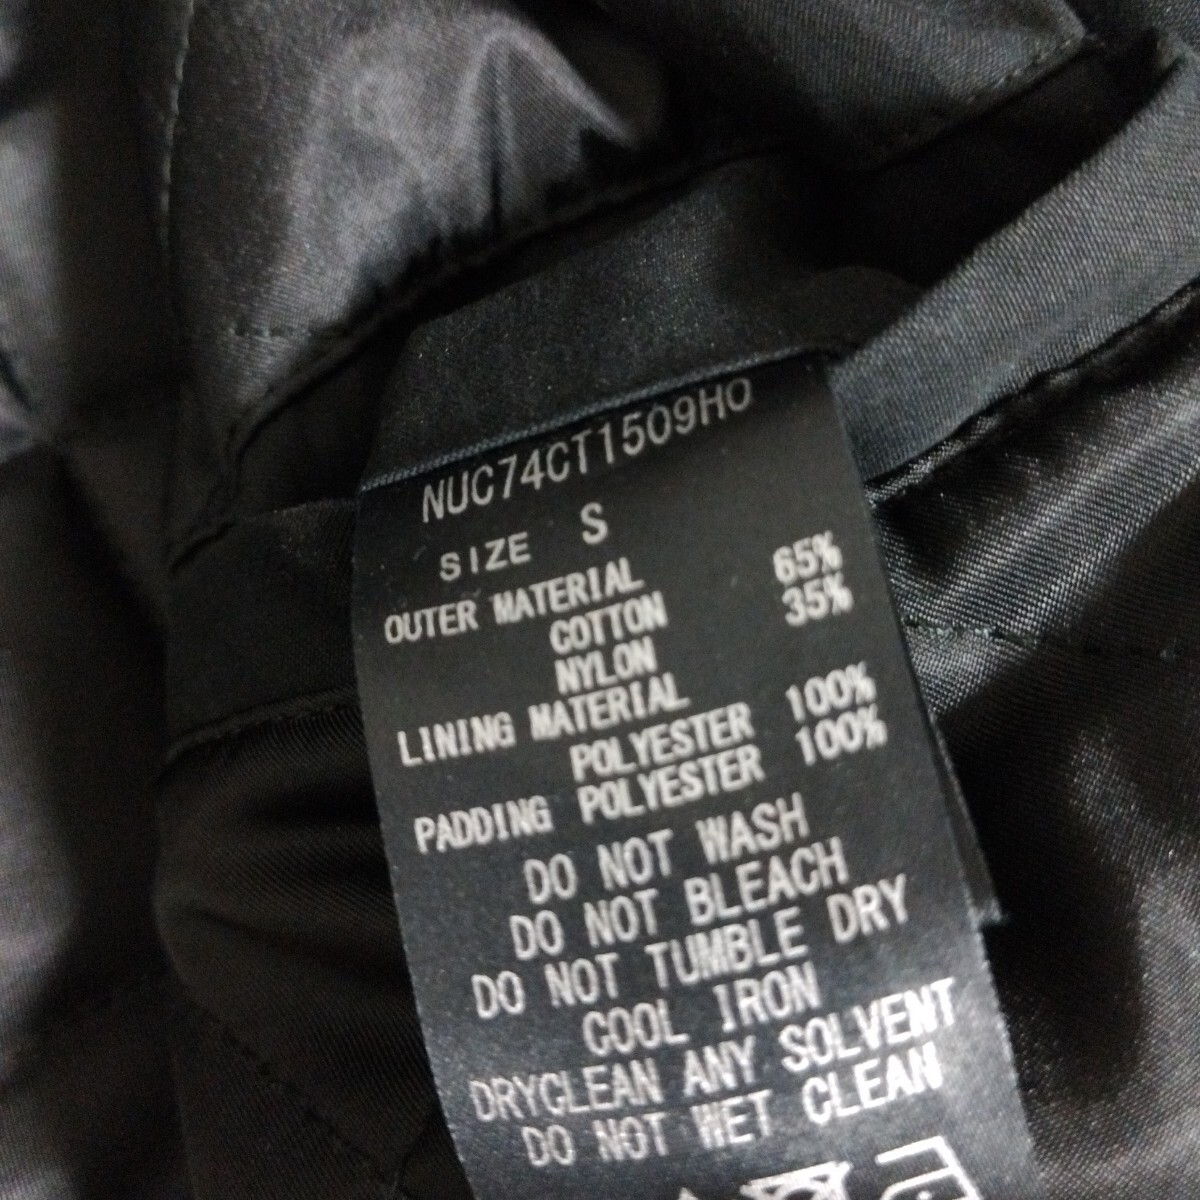 NUC74CT1509HO
SIZE S
OUTER MATERIAL
COTTON 65%
NYLON 35%
LINING MATERIAL
POLYESTER 100%
PADDING POLYESTER 100%
DO NOT WASH
DO NOT BLEACH
DO NOT TUMBLE DRY
COOL IRON
DRYCLEAN ANY SOLVENT
DO NOT WET CLEAN